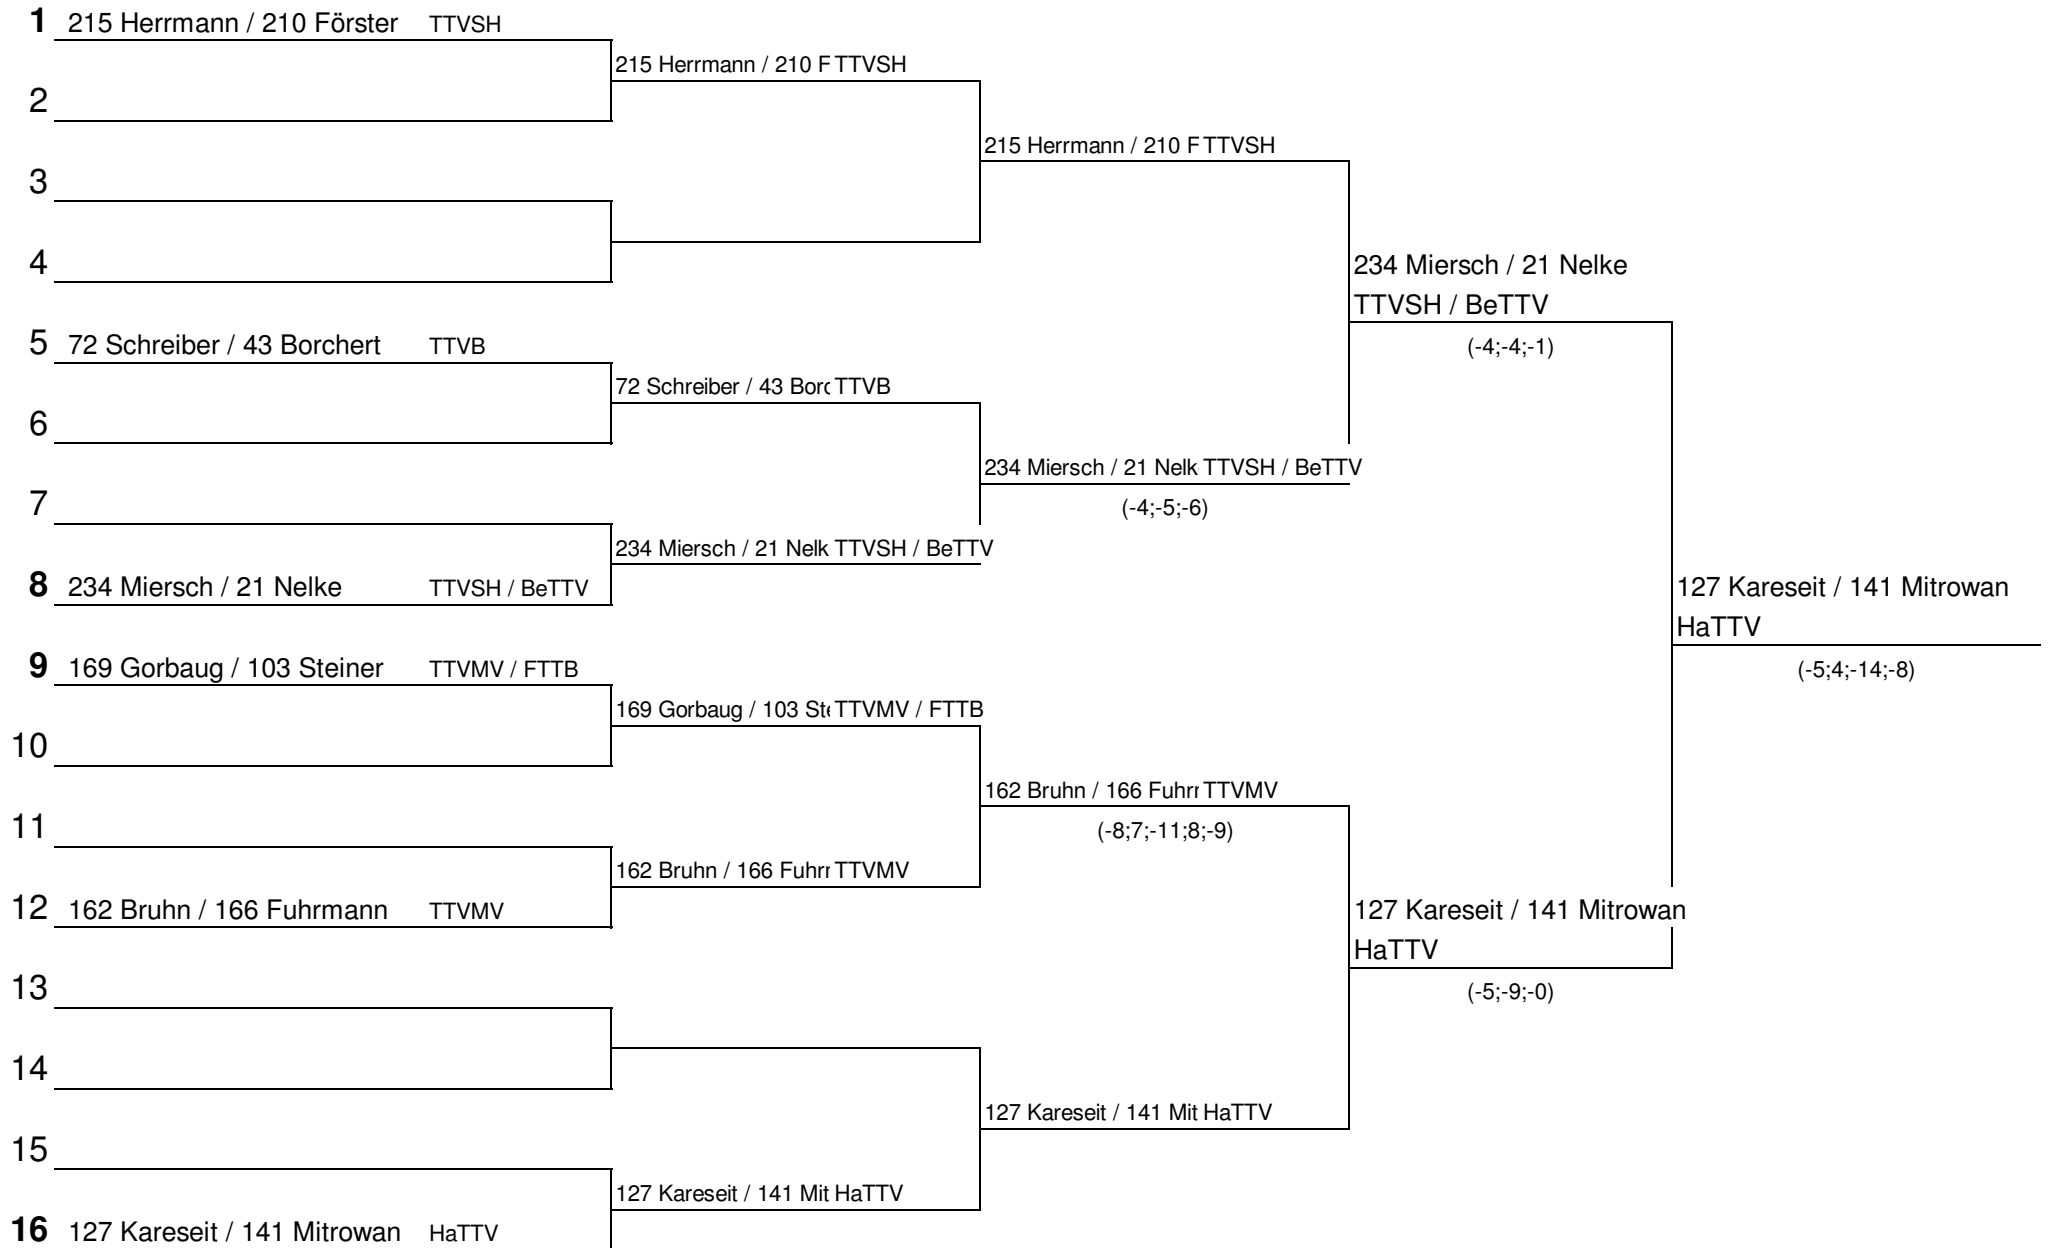 1 215 Herrmann / 210 Förster TTVSH
215 Herrmann / 210 F TTVSH
2
215 Herrmann / 210 F TTVSH
3
4
234 Miersch / 21 Nelke
TTVSH / BeTTV
5 72 Schreiber / 43 Borchert TTVB
(-4;-4;-1)
72 Schreiber / 43 Borc TTVB
6
234 Miersch / 21 Nelk TTVSH / BeTTV
7
(-4;-5;-6)
234 Miersch / 21 Nelk TTVSH / BeTTV
8 234 Miersch / 21 Nelke TTVSH / BeTTV
127 Kareseit / 141 Mitrowan
HaTTV
9 169 Gorbaug / 103 Steiner TTVMV / FTTB
(-5;4;-14;-8)
169 Gorbaug / 103 Ste TTVMV / FTTB
10
162 Bruhn / 166 Fuhrr TTVMV
11
(-8;7;-11;8;-9)
162 Bruhn / 166 Fuhrr TTVMV
12 162 Bruhn / 166 Fuhrmann TTVMV
127 Kareseit / 141 Mitrowan
HaTTV
13
(-5;-9;-0)
14
127 Kareseit / 141 Mit HaTTV
15
127 Kareseit / 141 Mit HaTTV
16 127 Kareseit / 141 Mitrowan HaTTV